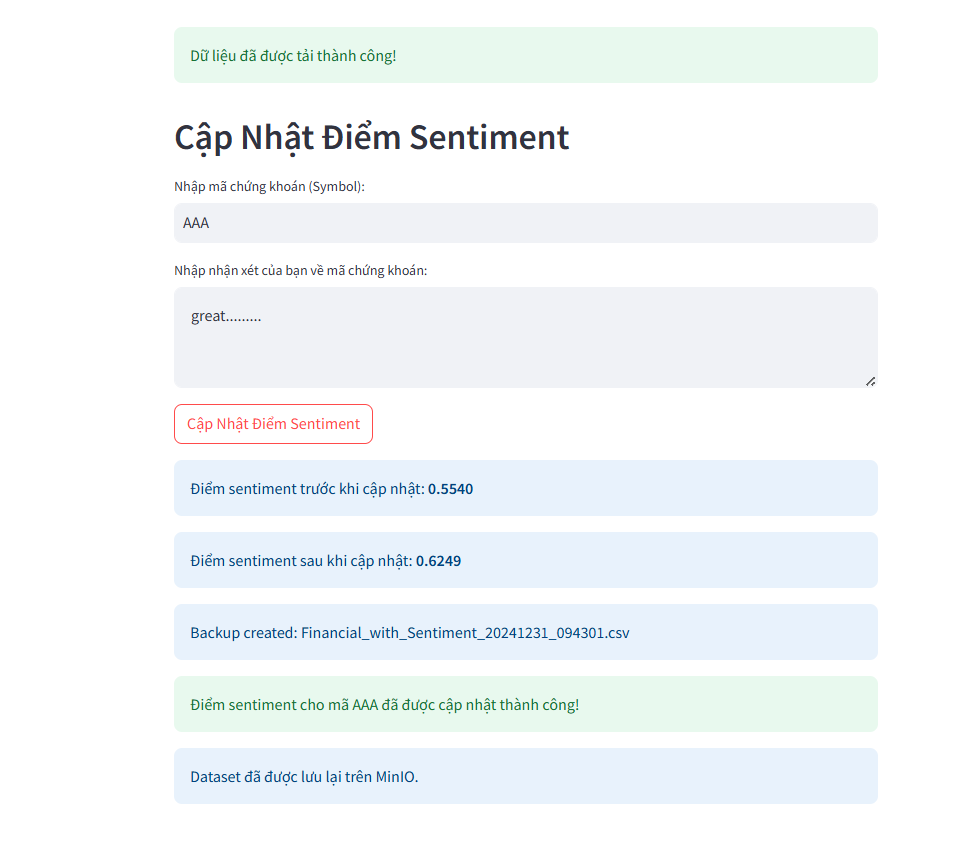 Dữ liệu đã được tải thành công!
Cập Nhật Điểm Sentiment
Nhập mã chứng khoán (Symbol):
AAA
Nhập nhận xét của bạn về mã chứng khoán:
great.........
Cập Nhật Điểm Sentiment
Điểm sentiment trước khi cập nhật: 0.5540
Điểm sentiment sau khi cập nhật: 0.6249
Backup created: Financial_with_Sentiment_20241231_094301.csv
Điểm sentiment cho mã AAA đã được cập nhật thành công!
Dataset đã được lưu lại trên MinIO.